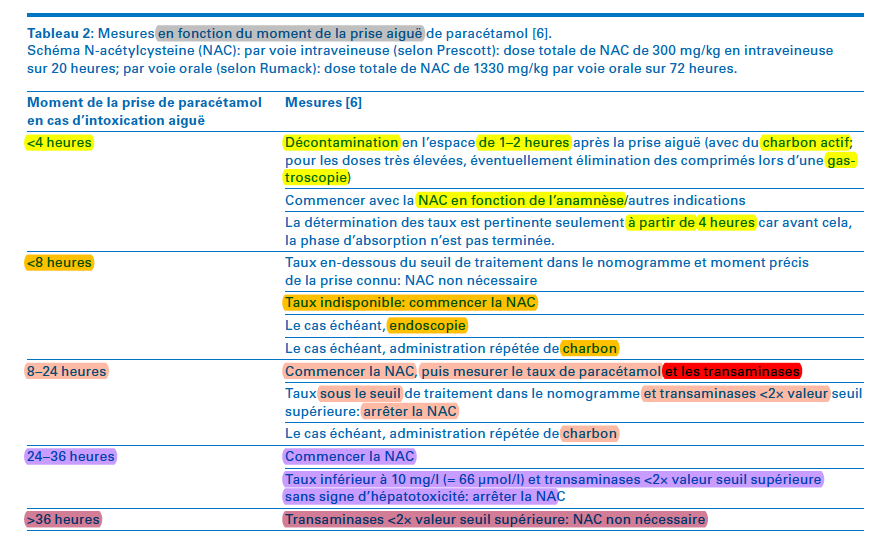 Tableau 2: Mesures en fonction du moment de la prise aiguë de paracétamol [6].
Schéma N-acétylcysteine (NAC): par voie intraveineuse (selon Prescott): dose totale de NAC de 300 mg/kg en intraveineuse
sur 20 heures; par voie orale (selon Rumack): dose totale de NAC de 1330 mg/kg par voie orale sur 72 heures.
Moment de la prise de paracétamol
en cas d'intoxication aiguë
Mesures [6]
<4 heures
Décontamination en l'espace de 1–2 heures après la prise aiguë (avec du charbon actif;
pour les doses très élevées, éventuellement élimination des comprimés lors d'une gas-
troscopie)
Commencer avec la NAC en fonction de l'anamnèse/autres indications
La détermination des taux est pertinente seulement à partir de 4 heures car avant cela,
la phase d'absorption n'est pas terminée.
<8 heures
Taux en-dessous du seuil de traitement dans le nomogramme et moment précis
de la prise connu: NAC non nécessaire
Taux indisponible: commencer la NAC
Le cas échéant, endoscopie
Le cas échéant, administration répétée de charbon
8–24 heures
Commencer la NAC, puis mesurer le taux de paracétamol et les transaminases
Taux sous le seuil de traitement dans le nomogramme et transaminases <2× valeur seuil
supérieure: arrêter la NAC
Le cas échéant, administration répétée de charbon
24–36 heures
Commencer la NAC
Taux inférieur à 10 mg/l (= 66 µmol/l) et transaminases <2× valeur seuil supérieure
sans signe d'hépatotoxicité: arrêter la NAC
>36 heures
Transaminases <2× valeur seuil supérieure: NAC non nécessaire